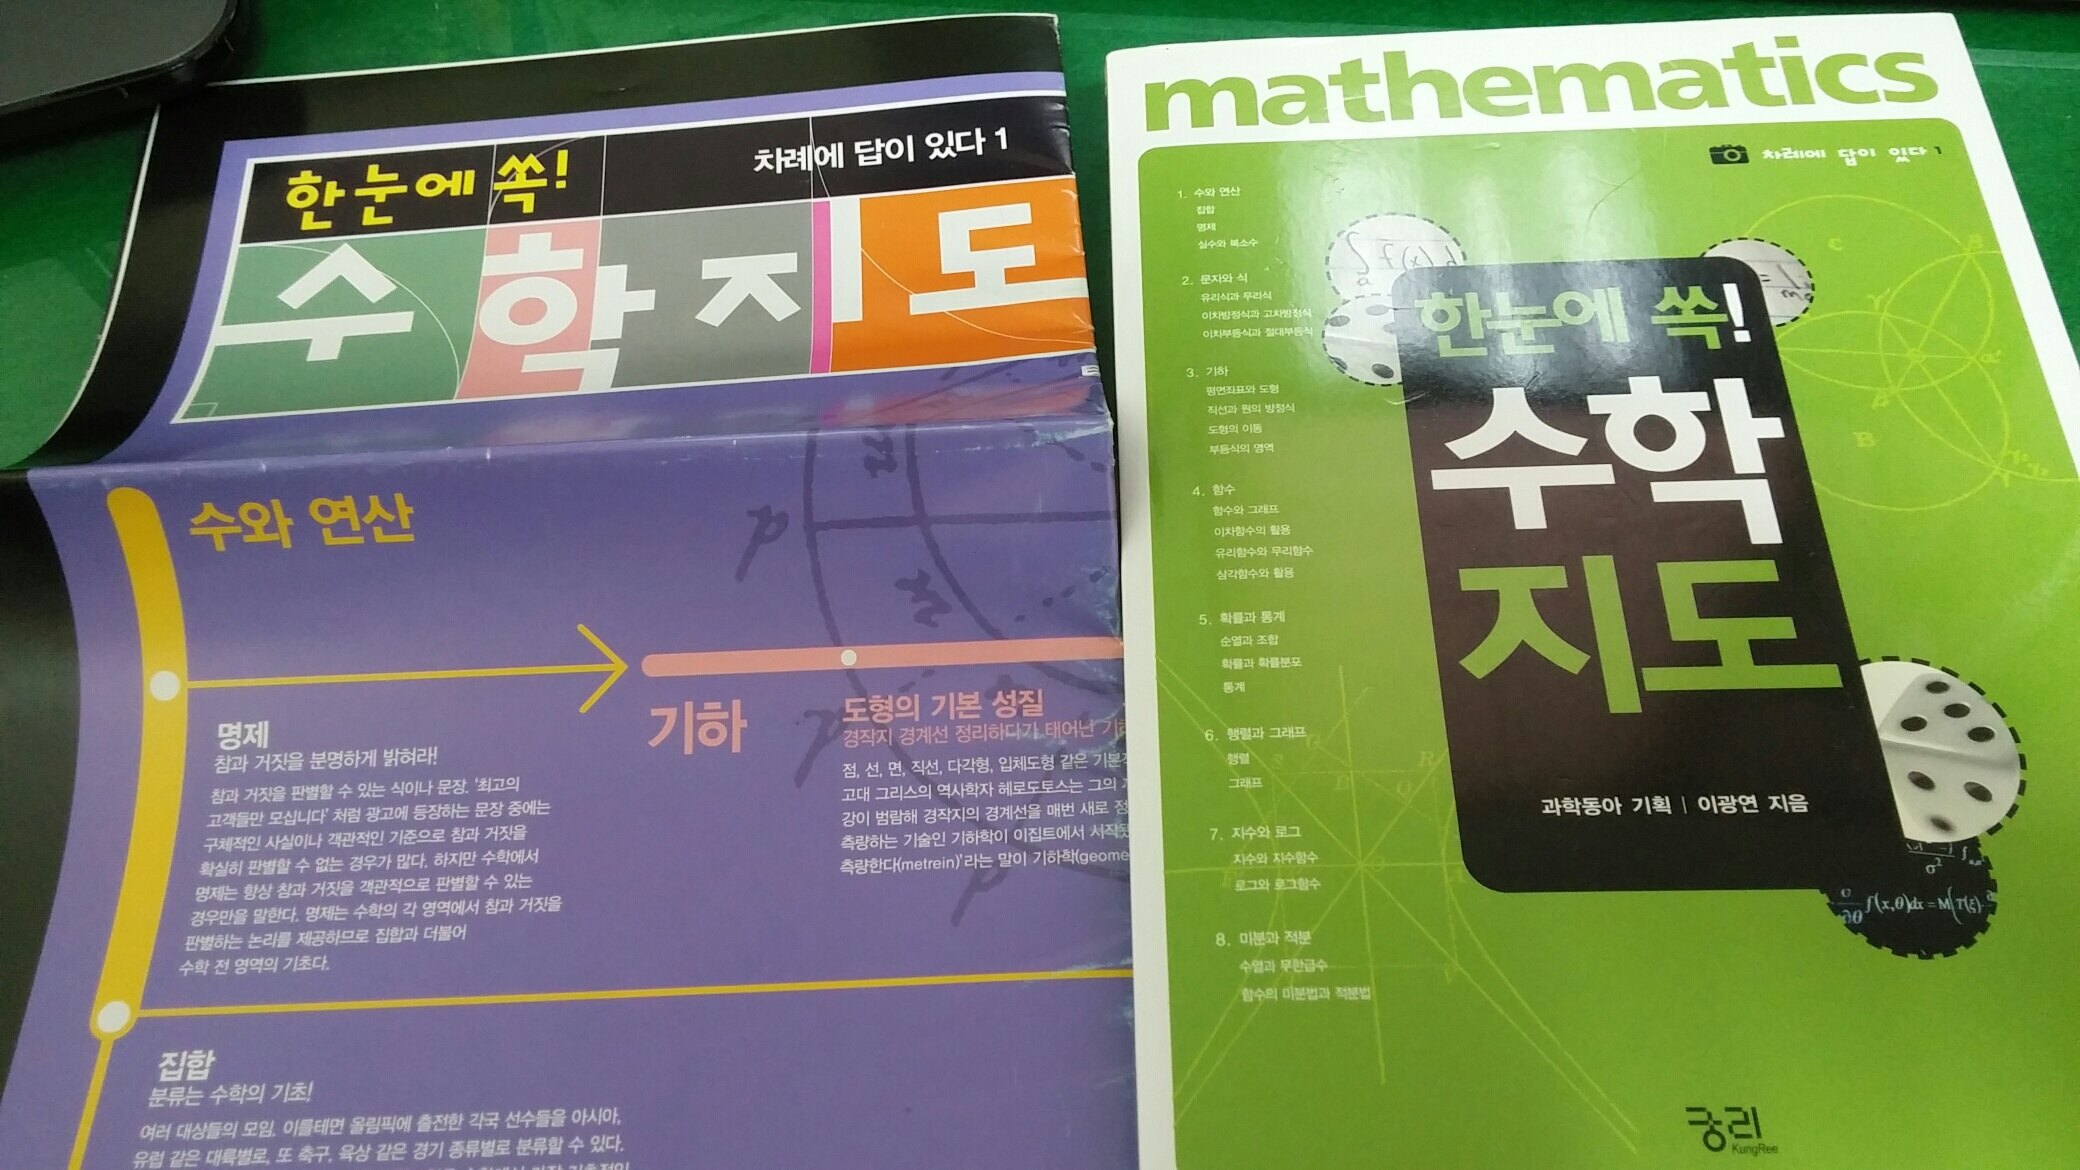 한눈에 쏙!
차례에 답이 있다 1
수학지도
수와 연산
명제
참과 거짓을 분명하게 밝혀라!
참과 거짓을 판별할 수 있는 식이나 문장. '최고의
고객들만 모십니다' 처럼 광고에 등장하는 문장 중에는
구체적인 사실이나 객관적인 기준으로 참과 거짓을
확실히 판별할 수 없는 경우가 많다. 하지만 수학에서
명제는 항상 참과 거짓을 객관적으로 판별할 수 있는
경우만을 말한다. 명제는 수학의 각 영역에서 참과 거짓을
판별하는 논리를 제공하므로 집합과 더불어
수학 전 영역의 기초다.
기하
도형의 기본 성질
경작지 경계선 정리하다가 태어난
점, 선, 면, 직선, 다각형, 입체도형 같은
고대 그리스의 역사학자 헤로도토스는 그의
강이 범람해 경작지의 경계선을 매번 새로
측량하는 기술인 기하학이 이집트에서
측량한다(metrein)'라는 말이 기하학(geome
집합
분류는 수학의 기초!
여러 대상들의 모임. 이를테면 올림픽에 출전한 각국 선수들을 아시아,
유럽 같은 대륙별로, 또 축구, 육상 같은 경기 종류별로 분류할 수 있다.
mathematics
차례에 답이 있다 1
1. 수와 연산
집합
명제
실수와 복소수
2. 문자와 식
유리식과 무리식
이차방정식과 고차방정식
이차부등식과 절대부등식
3. 기하
평면좌표와 도형
직선과 원의 방정식
도형의 이동
부등식의 영역
4. 함수
함수와 그래프
이차함수의 활용
유리함수와 무리함수
삼각함수와 활용
5. 확률과 통계
순열과 조합
확률과 확률분포
통계
6. 행렬과 그래프
행렬
그래프
7. 지수와 로그
지수와 지수함수
로그와 로그함수
8. 미분과 적분
수열과 무한급수
함수의 미분법과 적분법
한눈에 쏙!
수학
지도
과학동아 기획 | 이광연 지음
궁리
KungRee